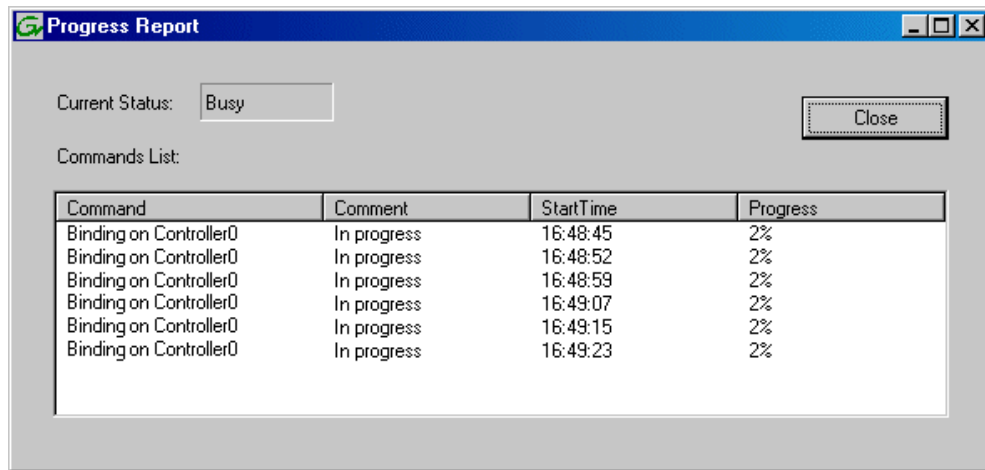 Progress Report
Current Status: Busy
Close
Commands List:
Command Comment StartTime Progress
Binding on Controller0 In progress 16:48:45 2%
Binding on Controller0 In progress 16:48:52 2%
Binding on Controller0 In progress 16:48:59 2%
Binding on Controller0 In progress 16:49:07 2%
Binding on Controller0 In progress 16:49:15 2%
Binding on Controller0 In progress 16:49:23 2%